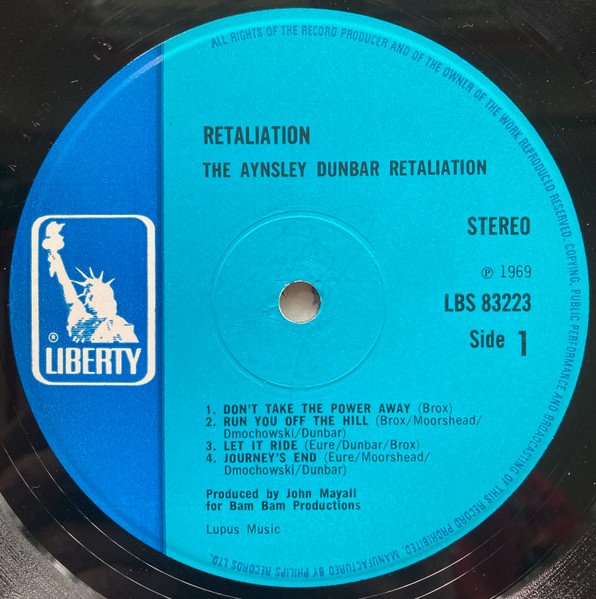 ALL RIGHTS OF THE RECORD PRODUCER AND OF THE OWNER OF THE WORK REPRODUCED RESERVED. COPYING, PUBLIC PERFORMANCE AND BROADCASTING OF THIS RECORD PROHIBITED. MANUFACTURED BY PHILIPS RECORDS LTD.
RETALIATION
THE AYNSLEY DUNBAR RETALIATION
STEREO
℗ 1969
LBS 83223
Side 1
® LIBERTY
1. DON'T TAKE THE POWER AWAY (Brox)
2. RUN YOU OFF THE HILL (Brox/Moorshead/
Dmochowski/Dunbar)
3. LET IT RIDE (Eure/Dunbar/Brox)
4. JOURNEY'S END (Eure/Moorshead/
Dmochowski/Dunbar)
Produced by John Mayall
for Bam Bam Productions
Lupus Music